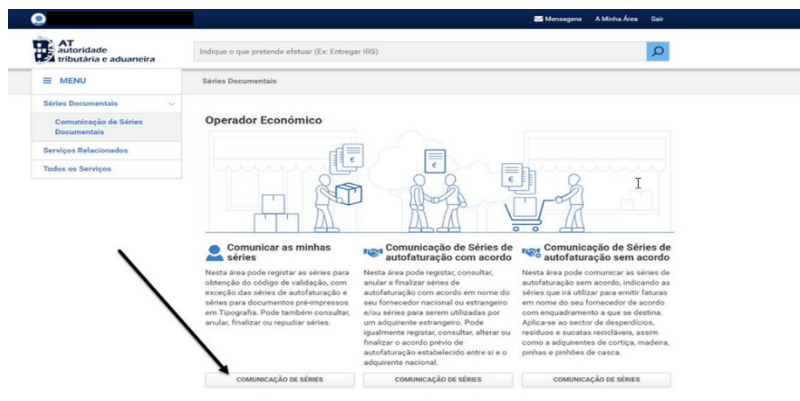 Mensagens A Minha Área Sair
AT
autoridade
tributária e aduaneira
Indique o que pretende efetuar (Ex: Entregar IRS)
MENU
Séries Documentais
Séries Documentais
Comunicação de Séries
Documentais
Serviços Relacionados
Todos os Serviços
Operador Económico
Comunicar as minhas
séries
Nesta área pode registar as séries para
obtenção do código de validação, com
exceção das séries de autofaturação e
séries para documentos pré-impressos
em Tipografia. Pode também consultar,
anular, finalizar ou repudiar séries.
COMUNICAÇÃO DE SÉRIES
Comunicação de Séries de
autofaturação com acordo
Nesta área pode registar, consultar,
anular e finalizar séries de
autofaturação com acordo em nome do
seu fornecedor nacional ou estrangeiro
e/ou séries para serem utilizadas por
um adquirente estrangeiro. Pode
igualmente registar, consultar, alterar ou
finalizar o acordo prévio de
autofaturação estabelecido entre si e o
adquirente nacional.
COMUNICAÇÃO DE SÉRIES
Comunicação de Séries de
autofaturação sem acordo
Nesta área pode comunicar as séries de
autofaturação sem acordo, indicando as
séries que irá utilizar para emitir faturas
em nome do seu fornecedor de acordo
com enquadramento a que se destina.
Aplica-se ao sector de desperdícios,
resíduos e sucatas recicláveis, assim
como a adquirentes de cortiça, madeira,
pinhas e pinhões de casca.
COMUNICAÇÃO DE SÉRIES